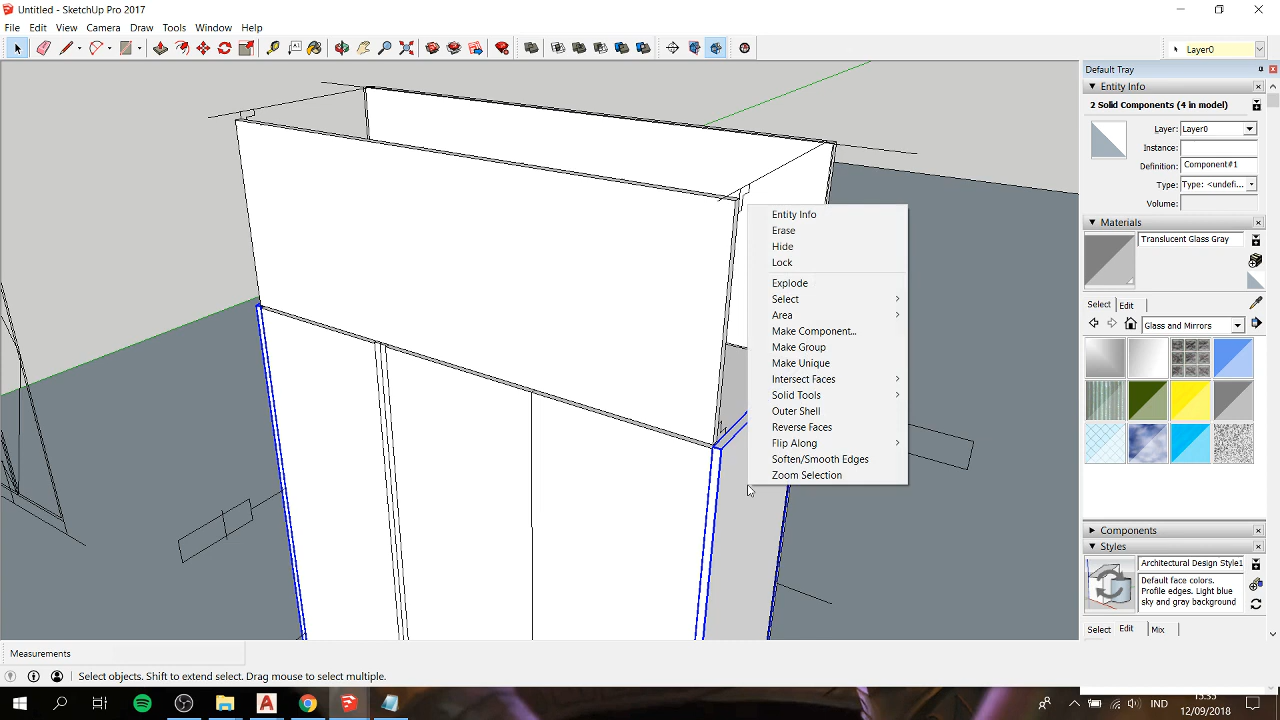 Untitled - SketchUp Pro 2017
File Edit View Camera Draw Tools Window Help
Layer0
Default Tray
Entity Info
2 Solid Components (4 in model)
Layer: Layer0
Instance:
Definition: Component#1
Type: Type: <undefi...
Volume:
Materials
Translucent Glass Gray
Select Edit
Glass and Mirrors
Components
Styles
Architectural Design Style1
Default face colors.
Profile edges. Light blue
sky and gray background
Select Edit Mix
Entity Info
Erase
Hide
Lock
Explode
Select
Area
Make Component...
Make Group
Make Unique
Intersect Faces
Solid Tools
Outer Shell
Reverse Faces
Flip Along
Soften/Smooth Edges
Zoom Selection
Measurements
Select objects. Shift to extend select. Drag mouse to select multiple.
IND
12/09/2018